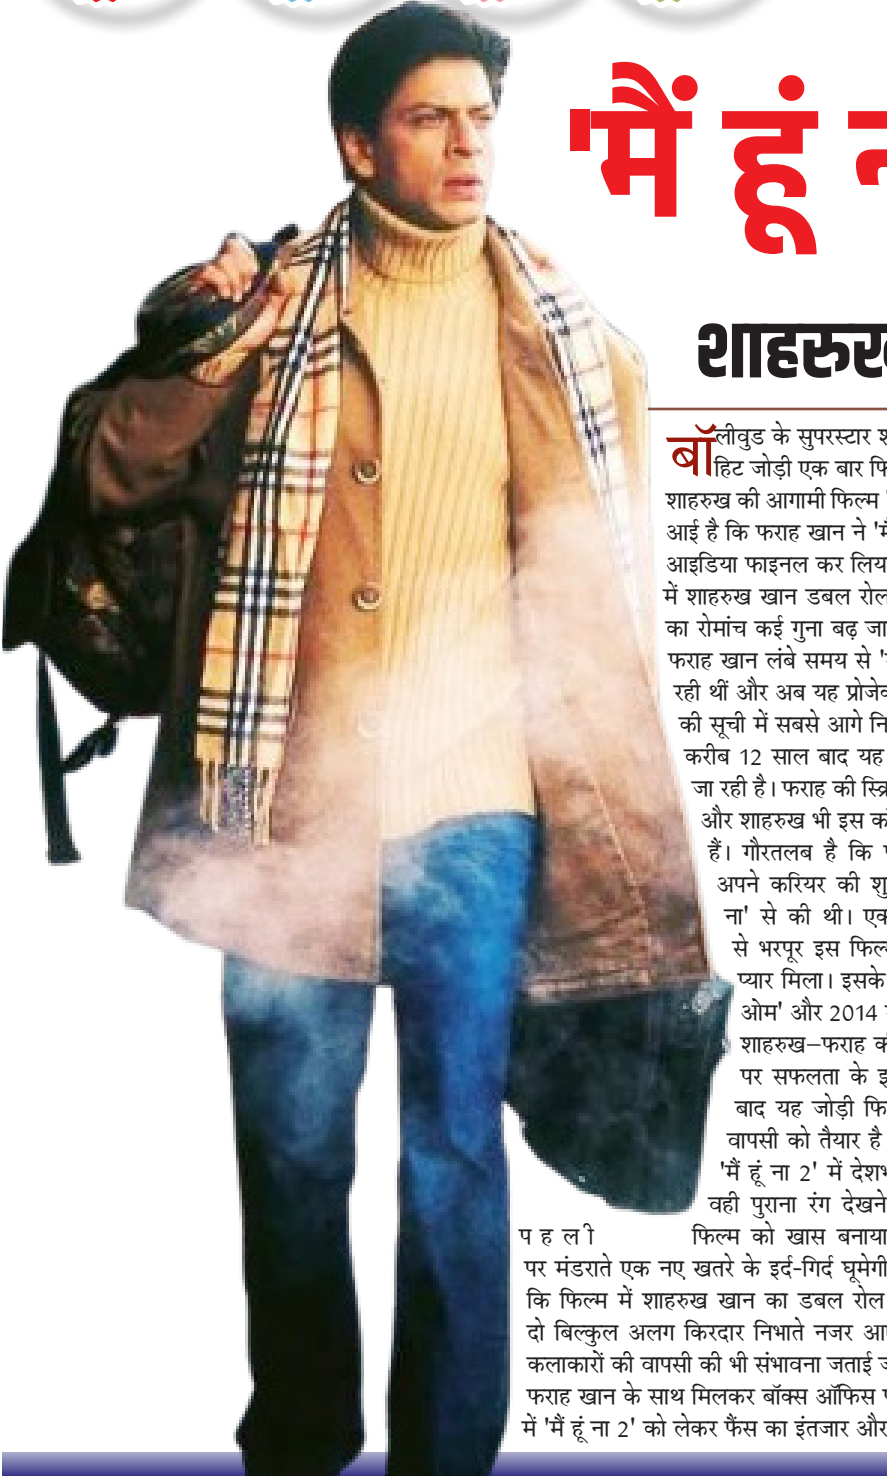 'मैं हूं
बॉलीवुड के सुपरस्टार
हिट जोड़ी एक बार
शाहरुख की आगामी फिल्म
आई है कि फराह खान ने
आइडिया फाइनल कर
में शाहरुख खान डबल रोल
का रोमांच कई गुना बढ़
फराह खान लंबे समय से
रही थीं और अब यह
की सूची में सबसे आगे
करीब 12 साल बाद यह
जा रही है। फराह की
और शाहरुख भी इस
हैं। गौरतलब है कि
अपने करियर की
ना' से की थी।
से भरपूर इस
प्यार मिला। इसके
ओम' और 2014
शाहरुख–फराह
पर सफलता के
बाद यह जोड़ी
वापसी को तैयार है
'मैं हूं ना 2' में
वही पुराना रंग देखने
पहली फिल्म को खास बनाया
पर मंडराते एक नए खतरे के इर्द-गिर्द घूमेगी
कि फिल्म में शाहरुख खान का डबल रोल
दो बिल्कुल अलग किरदार निभाते नजर
कलाकारों की वापसी की भी संभावना जताई
फराह खान के साथ मिलकर बॉक्स ऑफिस
में 'मैं हूं ना 2' को लेकर फैंस का इंतजार और